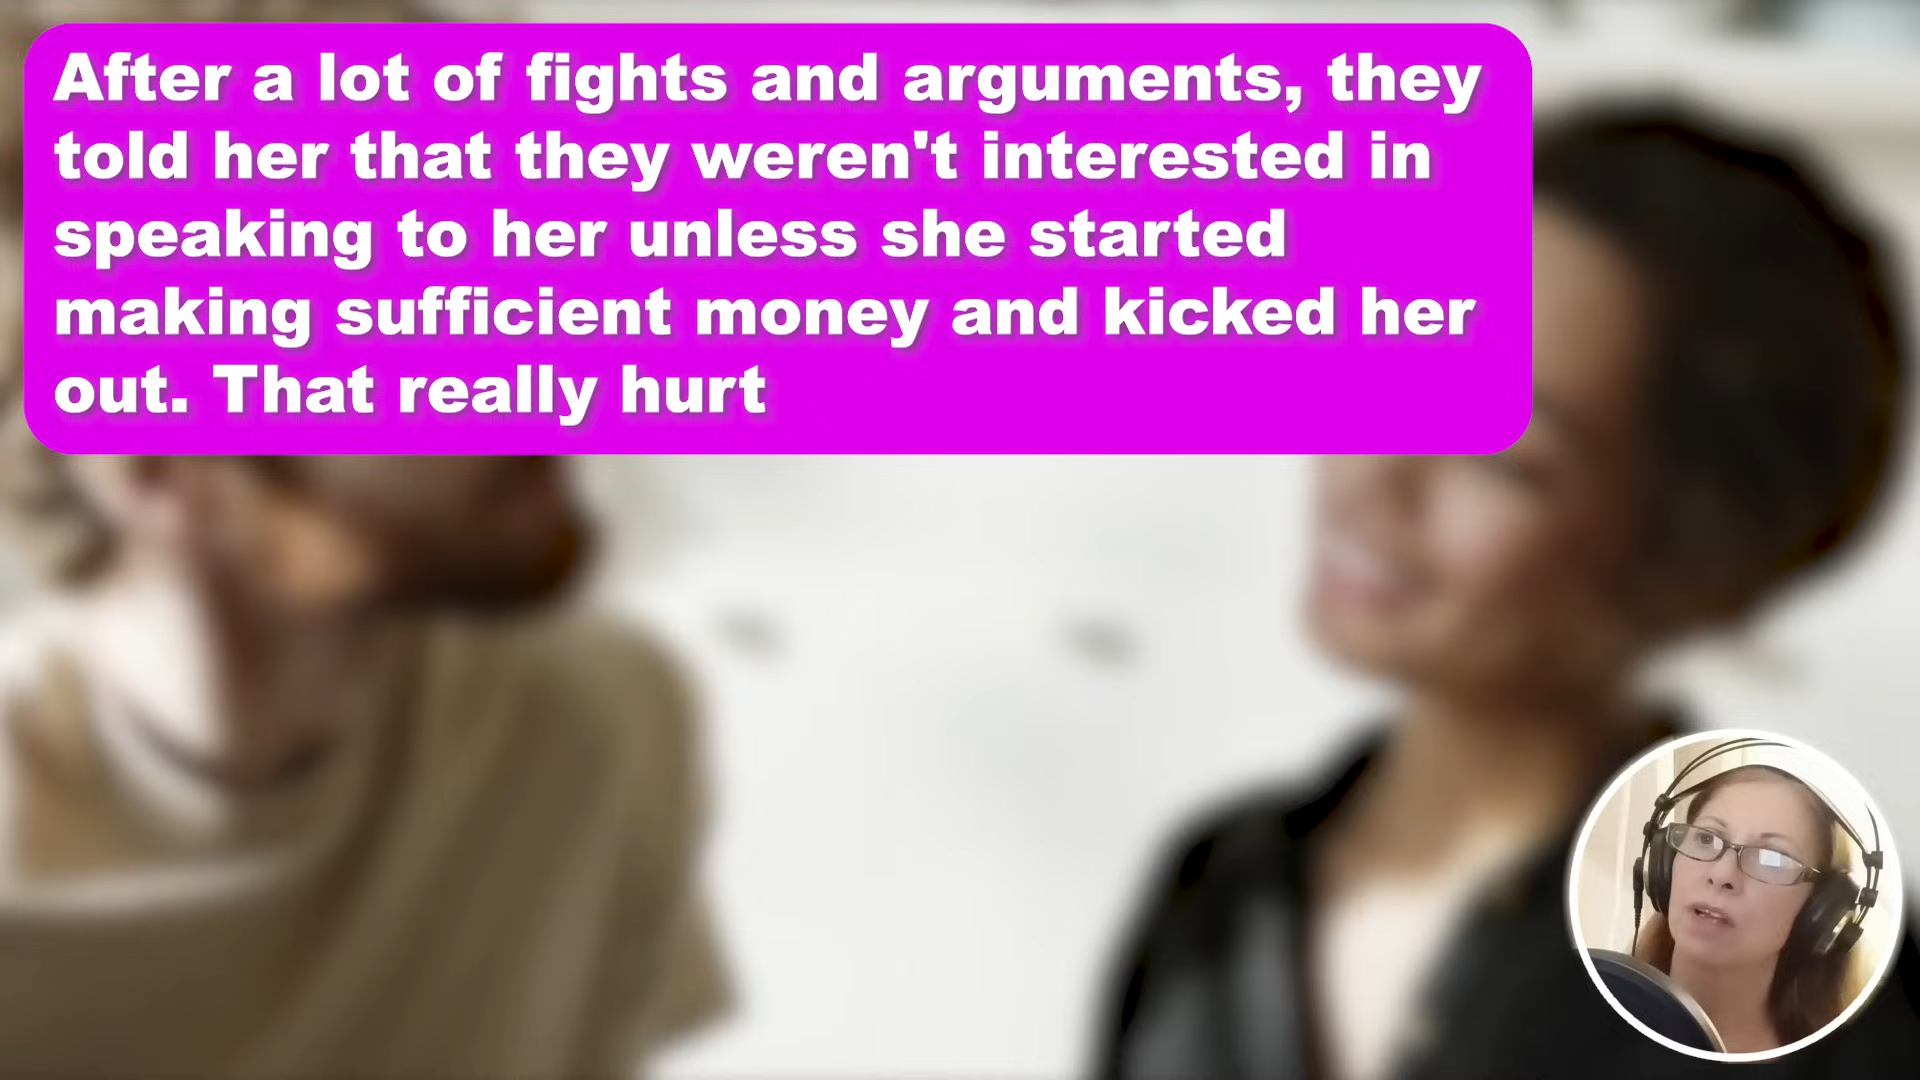 After a lot of fights and arguments, they
told her that they weren't interested in
speaking to her unless she started
making sufficient money and kicked her
out. That really hurt